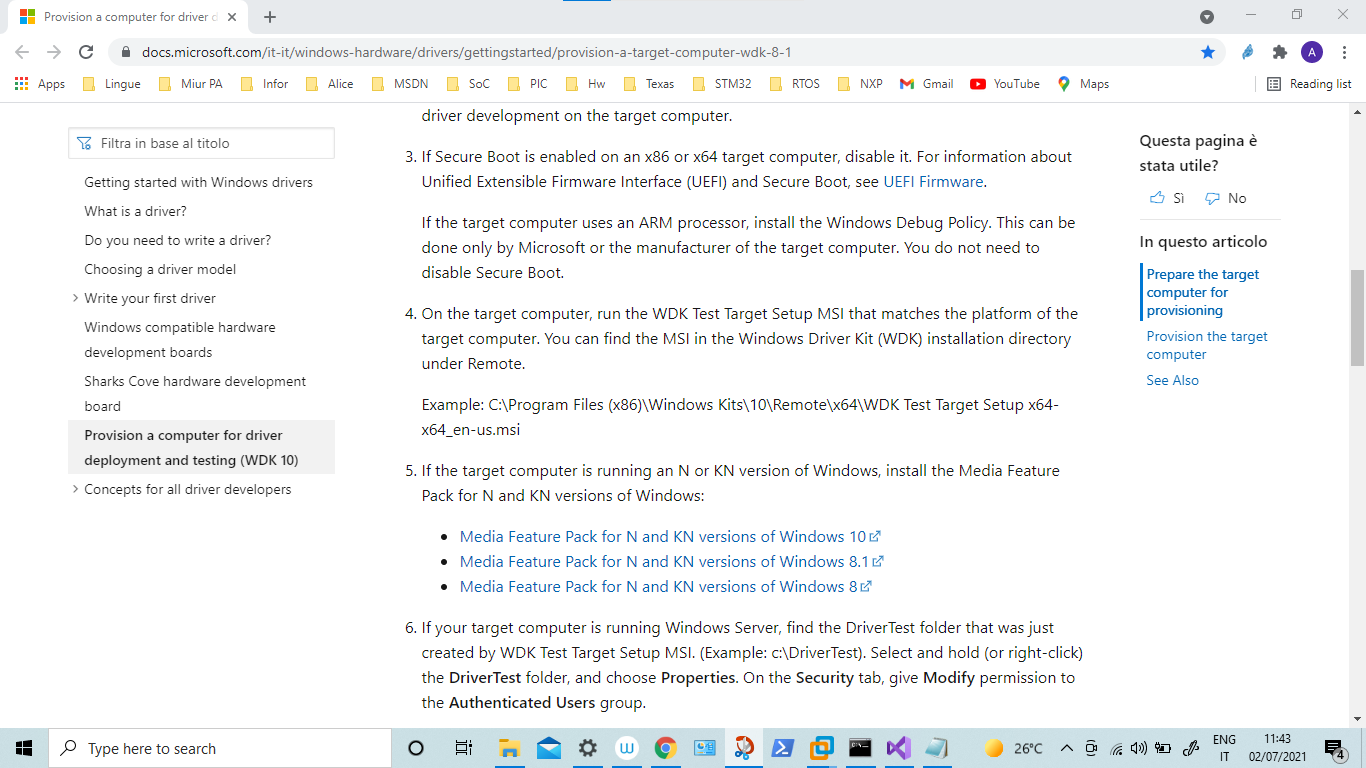 Provision a computer for driver d
docs.microsoft.com/it-it/windows-hardware/drivers/gettingstarted/provision-a-target-computer-wdk-8-1
A
Apps
Lingue
Miur PA
Infor
Alice
MSDN
SoC
PIC
Hw
Texas
STM32
RTOS
NXP
Gmail
YouTube
Maps
Reading list
Filtra in base al titolo
Getting started with Windows drivers
What is a driver?
Do you need to write a driver?
Choosing a driver model
Write your first driver
Windows compatible hardware
development boards
Sharks Cove hardware development
board
Provision a computer for driver
deployment and testing (WDK 10)
Concepts for all driver developers
driver development on the target computer.
3. If Secure Boot is enabled on an x86 or x64 target computer, disable it. For information about
Unified Extensible Firmware Interface (UEFI) and Secure Boot, see UEFI Firmware.
If the target computer uses an ARM processor, install the Windows Debug Policy. This can be
done only by Microsoft or the manufacturer of the target computer. You do not need to
disable Secure Boot.
4. On the target computer, run the WDK Test Target Setup MSI that matches the platform of the
target computer. You can find the MSI in the Windows Driver Kit (WDK) installation directory
under Remote.
Example: C:\Program Files (x86)\Windows Kits\10\Remote\x64\WDK Test Target Setup x64-
x64_en-us.msi
5. If the target computer is running an N or KN version of Windows, install the Media Feature
Pack for N and KN versions of Windows:
• Media Feature Pack for N and KN versions of Windows 10
• Media Feature Pack for N and KN versions of Windows 8.1
• Media Feature Pack for N and KN versions of Windows 8
6. If your target computer is running Windows Server, find the DriverTest folder that was just
created by WDK Test Target Setup MSI. (Example: c:\DriverTest). Select and hold (or right-click)
the DriverTest folder, and choose Properties. On the Security tab, give Modify permission to
the Authenticated Users group.
Questa pagina è
stata utile?
Sì No
In questo articolo
Prepare the target
computer for
provisioning
Provision the target
computer
See Also
Type here to search
26°C
ENG
IT
11:43
02/07/2021
4